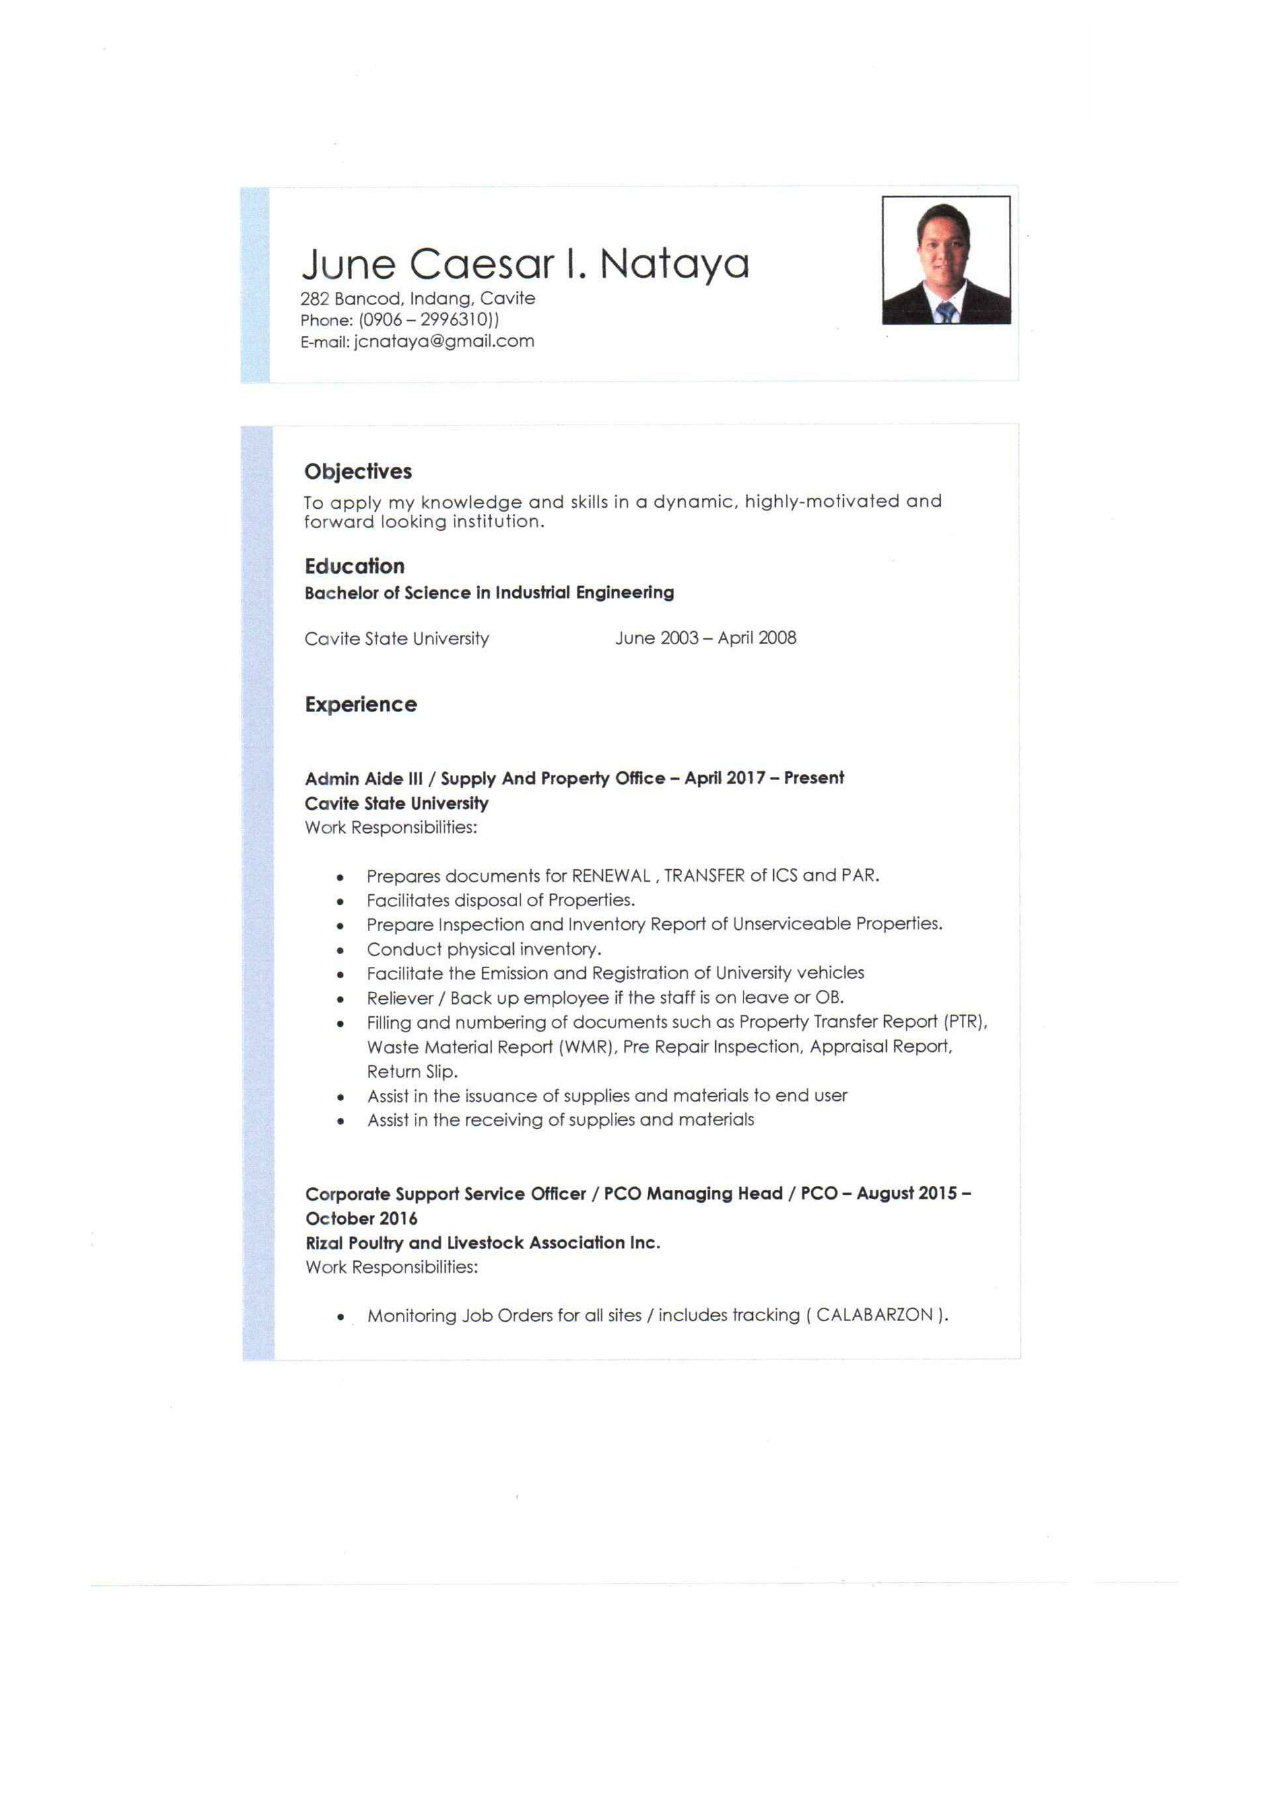 June Caesar I. Nataya
282 Bancod, Indang, Cavite
Phone: (0906 – 2996310))
E-mail: jcnataya@gmail.com
Objectives
To apply my knowledge and skills in a dynamic, highly-motivated and
forward looking institution.
Education
Bachelor of Science in Industrial Engineering
Cavite State University June 2003 – April 2008
Experience
Admin Aide III / Supply And Property Office – April 2017 – Present
Cavite State University
Work Responsibilities:
• Prepares documents for RENEWAL , TRANSFER of ICS and PAR.
• Facilitates disposal of Properties.
• Prepare Inspection and Inventory Report of Unserviceable Properties.
• Conduct physical inventory.
• Facilitate the Emission and Registration of University vehicles
• Reliever / Back up employee if the staff is on leave or OB.
• Filling and numbering of documents such as Property Transfer Report (PTR),
Waste Material Report (WMR), Pre Repair Inspection, Appraisal Report,
Return Slip.
• Assist in the issuance of supplies and materials to end user
• Assist in the receiving of supplies and materials
Corporate Support Service Officer / PCO Managing Head / PCO – August 2015 –
October 2016
Rizal Poultry and Livestock Association Inc.
Work Responsibilities:
• Monitoring Job Orders for all sites / includes tracking ( CALABARZON ).